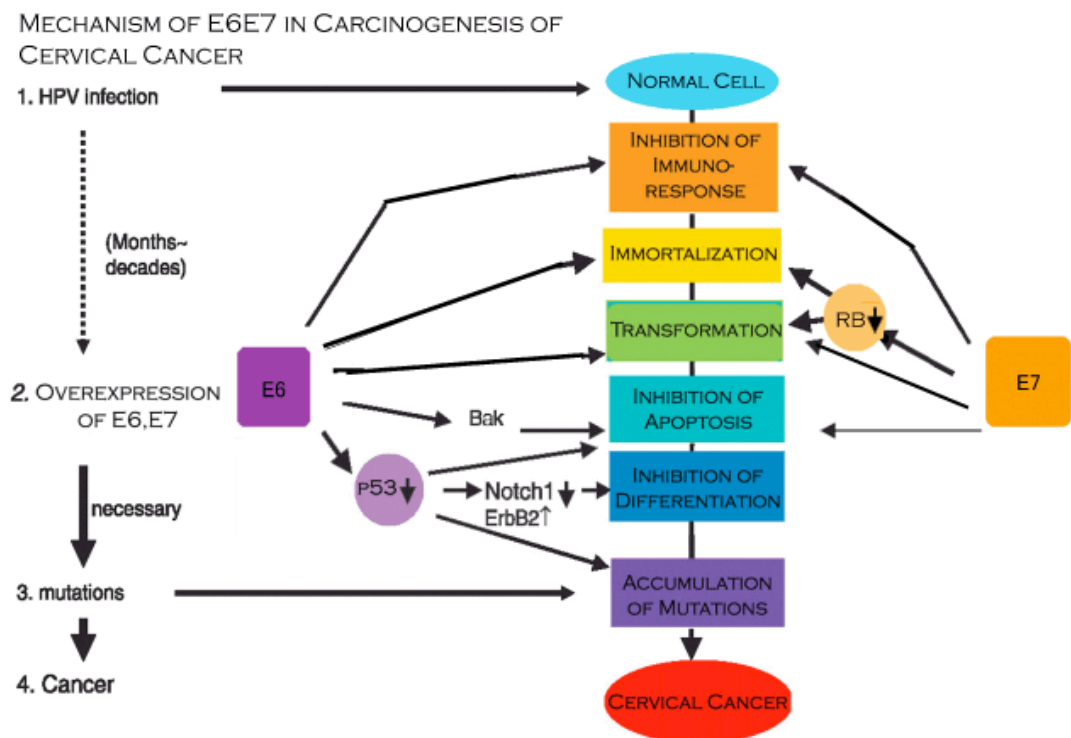 MECHANISM OF E6E7 IN CARCINOGENESIS OF
CERVICAL CANCER
1. HPV infection
NORMAL CELL
INHIBITION OF
IMMUNO-
RESPONSE
(Months~
decades)
IMMORTALIZATION
RB↓
TRANSFORMATION
E6
E7
2. OVEREXPRESSION
OF E6,E7
Bak
INHIBITION OF
APOPTOSIS
P53↓
Notch1↓
ErbB2↑
INHIBITION OF
DIFFERENTIATION
necessary
3. mutations
ACCUMULATION
OF MUTATIONS
4. Cancer
CERVICAL CANCER